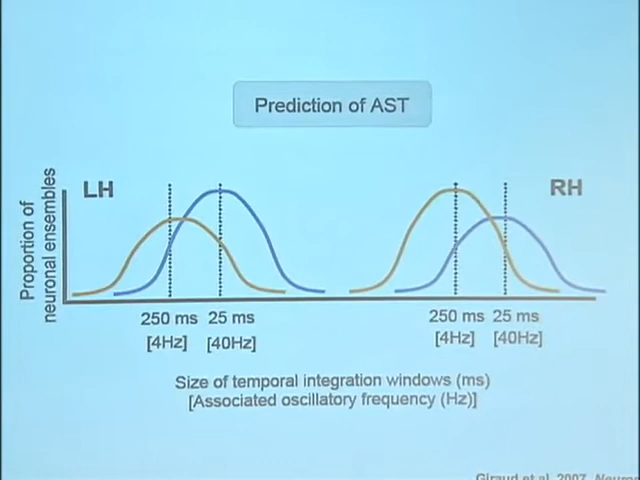 Prediction of AST
LH
RH
Proportion of
neuronal ensembles
250 ms 25 ms
[4Hz] [40Hz]
250 ms 25 ms
[4Hz] [40Hz]
Size of temporal integration windows (ms)
[Associated oscillatory frequency (Hz)]
Giraud et al. 2007,